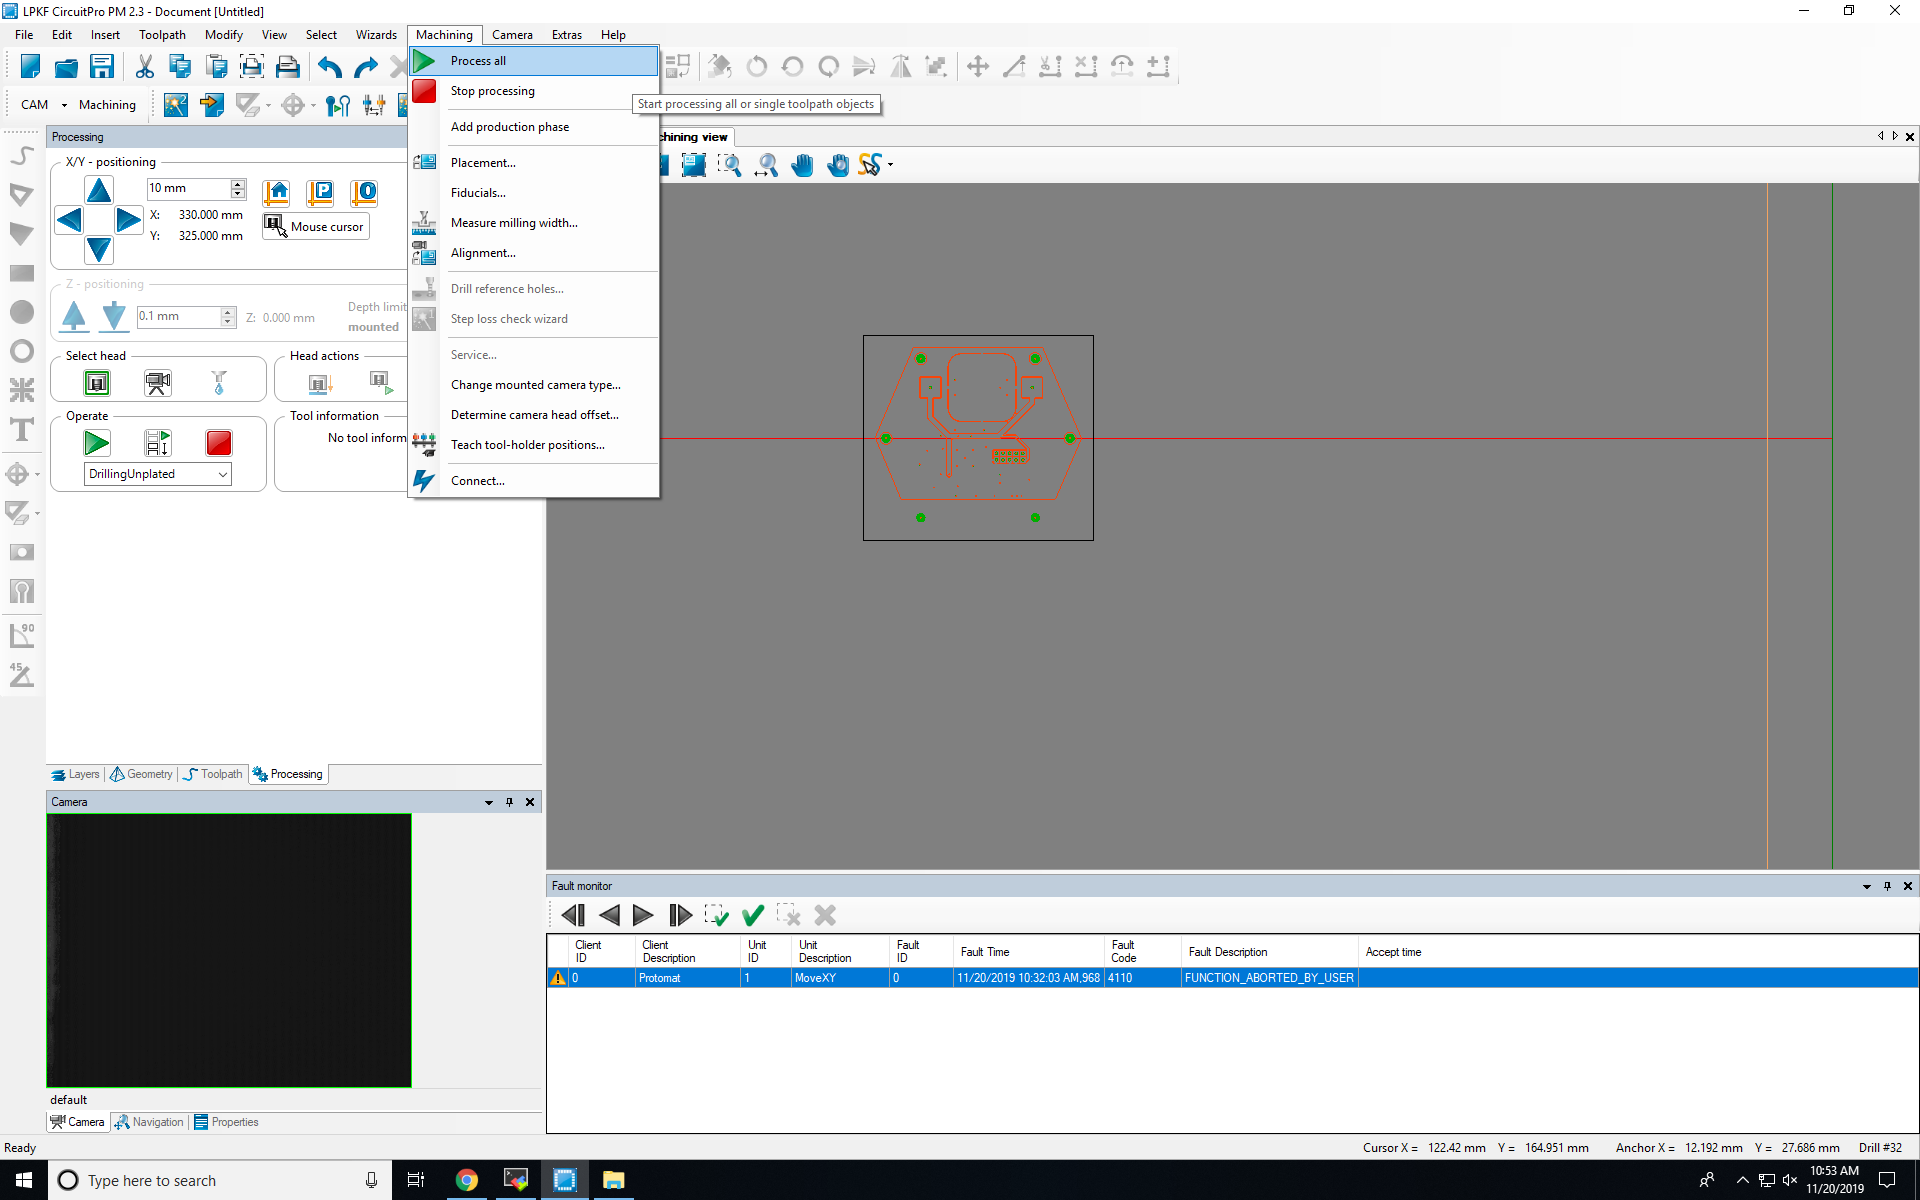 LPKF CircuitPro PM 2.3 - Document [Untitled]
File Edit Insert Toolpath Modify View Select Wizards Machining Camera Extras Help
Process all
Stop processing
Start processing all or single toolpath objects
Add production phase
Placement...
Fiducials...
Measure milling width...
Alignment...
Drill reference holes...
Step loss check wizard
Service...
Change mounted camera type...
Determine camera head offset...
Teach tool-holder positions...
Connect...
CAM Machining
Processing
X/Y - positioning
10 mm
X: 330.000 mm
Y: 325.000 mm
P
O
Mouse cursor
Z - positioning
0.1 mm
Z: 0.000 mm
Depth limit
mounted
Select head
Head actions
Operate
DrillingUnplated
Tool information
No tool inform
T
90
45
chining view
Layers Geometry Toolpath Processing
Camera
default
Camera Navigation Properties
Fault monitor
Client ID Client Description Unit ID Unit Description Fault ID Fault Time Fault Code Fault Description Accept time
0 Protomat 1 MoveXY 0 11/20/2019 10:32:03 AM,968 4110 FUNCTION_ABORTED_BY_USER
Ready
Cursor X = 122.42 mm Y = 164.951 mm Anchor X = 12.192 mm Y = 27.686 mm Drill #32
Type here to search
10:53 AM
11/20/2019